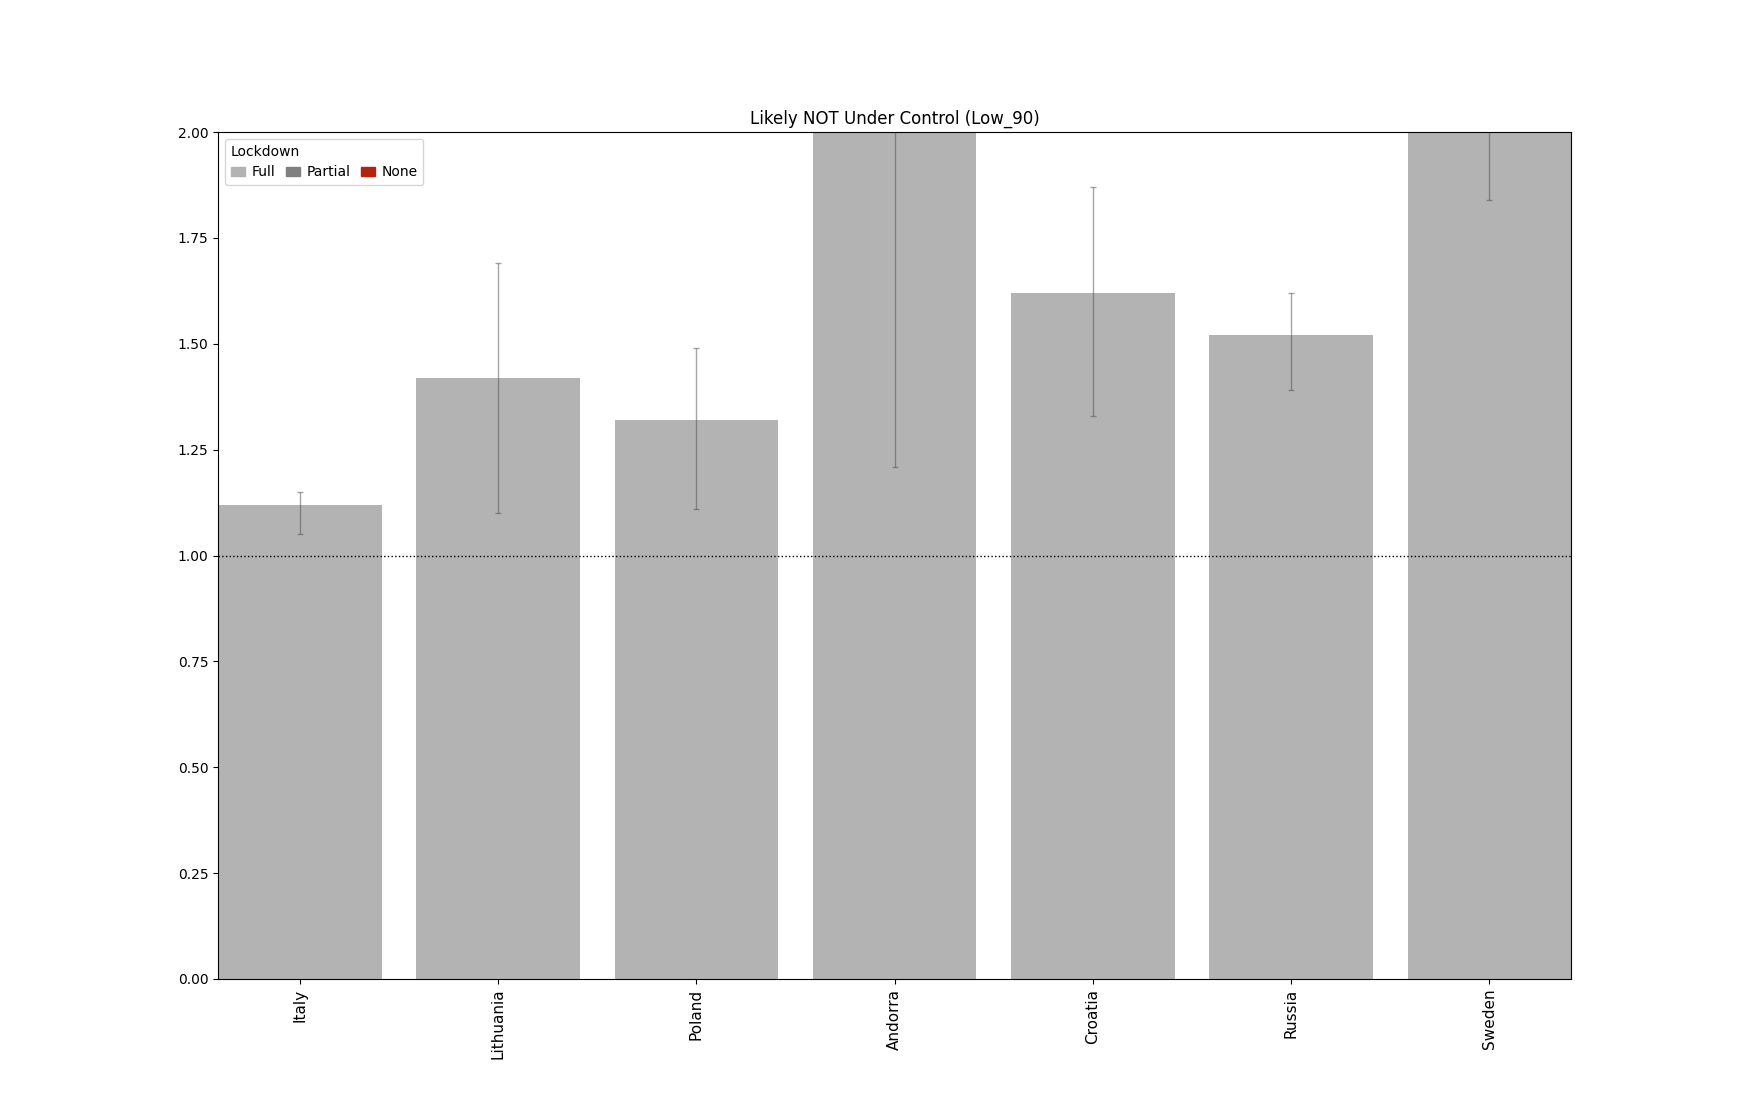 Likely NOT Under Control (Low_90)
2.00
Lockdown
Full Partial None
1.75
1.50
1.25
1.00
0.75
0.50
0.25
0.00
Italy
Lithuania
Poland
Andorra
Croatia
Russia
Sweden